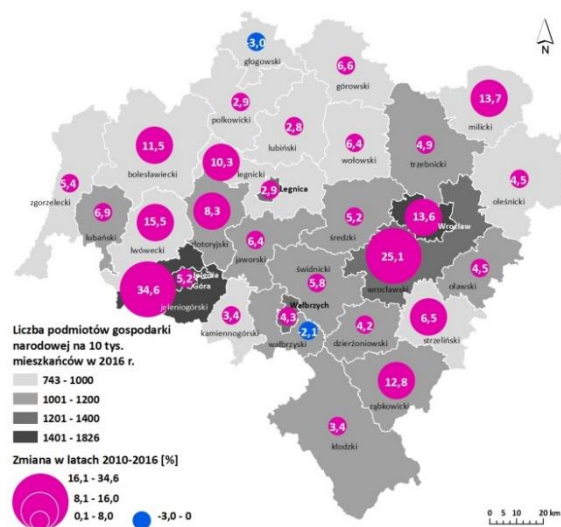 N
-3,0
głogowski
6,6
górowski
13,7
milicki
2,9
polkowicki
2,8
lubiński
6,4
wołowski
4,9
trzebnicki
11,5
bolesławiecki
10,3
legnicki
2,9
Legnica
4,5
oleśnicki
5,4
zgorzelecki
6,9
lubański
15,5
lwówecki
8,3
złotoryjski
5,2
średzki
13,6
Wrocław
6,4
jaworski
25,1
wrocławski
4,5
oławski
5,2
Jelenia
Góra
34,6
jeleniogórski
5,8
świdnicki
3,4
kamiennogórski
4,3
Wałbrzych
-2,1
wałbrzyski
4,2
dzierżoniowski
6,5
strzeliński
12,8
ząbkowicki
3,4
kłodzki
Liczba podmiotów gospodarki
narodowej na 10 tys.
mieszkańców w 2016 r.
743 - 1000
1001 - 1200
1201 - 1400
1401 - 1826
Zmiana w latach 2010-2016 [%]
16,1 - 34,6
8,1 - 16,0
0,1 - 8,0
-3,0 - 0
0 10 20 km